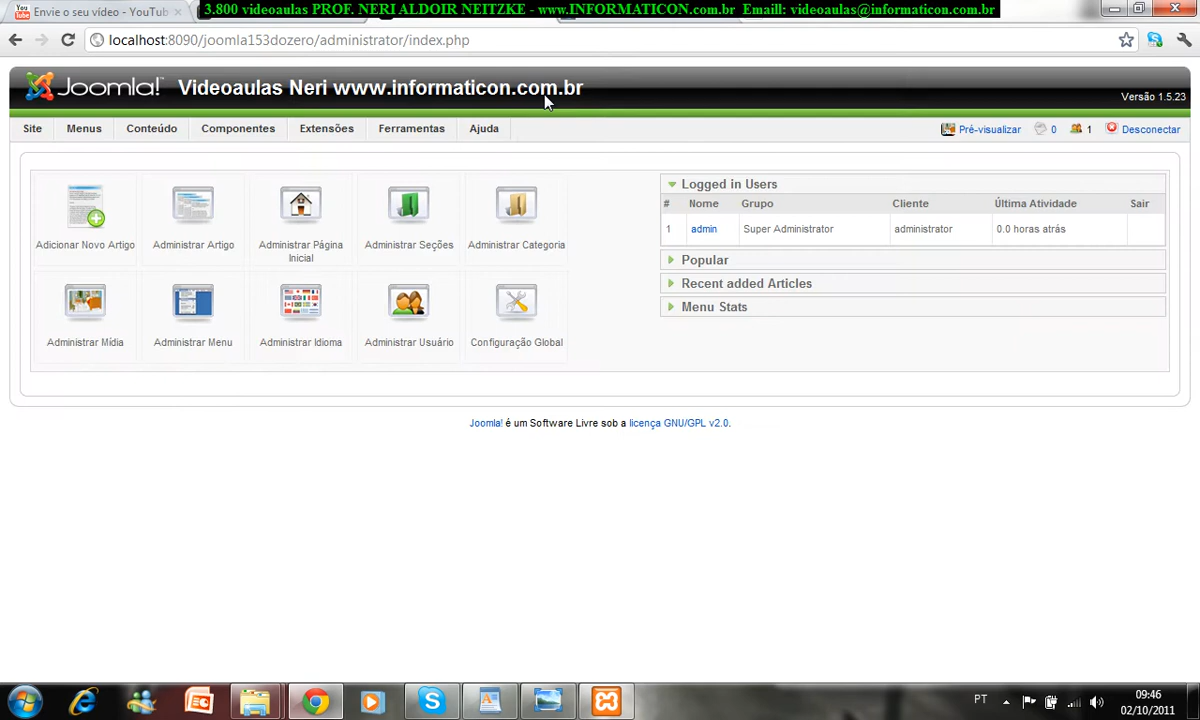 Envie o seu vídeo - YouTub
3.800 videoaulas PROF. NERI ALDOIR NEITZKE - www.INFORMATICON.com.br Emaill: videoaulas@informaticon.com.br
localhost:8090/joomla153dozero/administrator/index.php
Joomla! Videoaulas Neri www.informaticon.com.br
Versão 1.5.23
Site Menus Conteúdo Componentes Extensões Ferramentas Ajuda Pré-visualizar 0 1 Desconectar
Adicionar Novo Artigo
Administrar Artigo
Administrar Página Inicial
Administrar Seções
Administrar Categoria
Administrar Mídia
Administrar Menu
Administrar Idioma
Administrar Usuário
Configuração Global
Logged in Users
# Nome Grupo Cliente Última Atividade Sair
1 admin Super Administrator administrator 0.0 horas atrás
Popular
Recent added Articles
Menu Stats
Joomla! é um Software Livre sob a licença GNU/GPL v2.0.
PT
09:46
02/10/2011